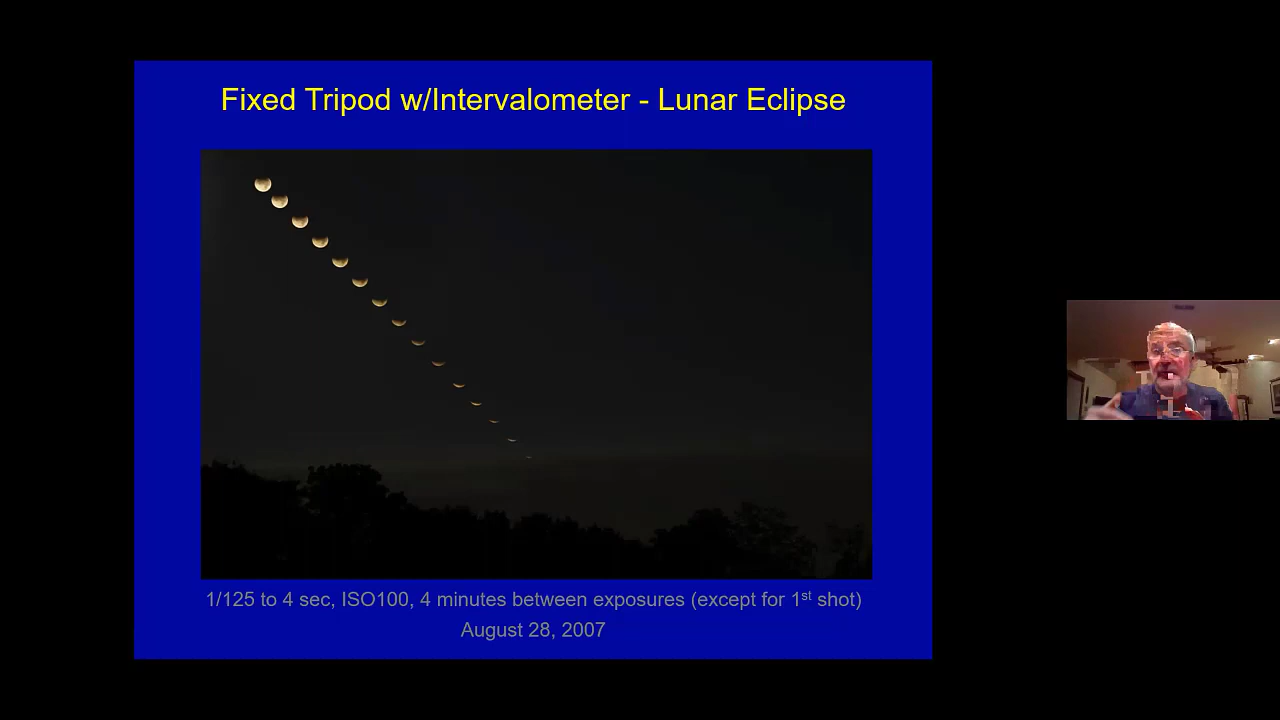 Fixed Tripod w/Intervalometer - Lunar Eclipse
1/125 to 4 sec, ISO100, 4 minutes between exposures (except for 1st shot)
August 28, 2007